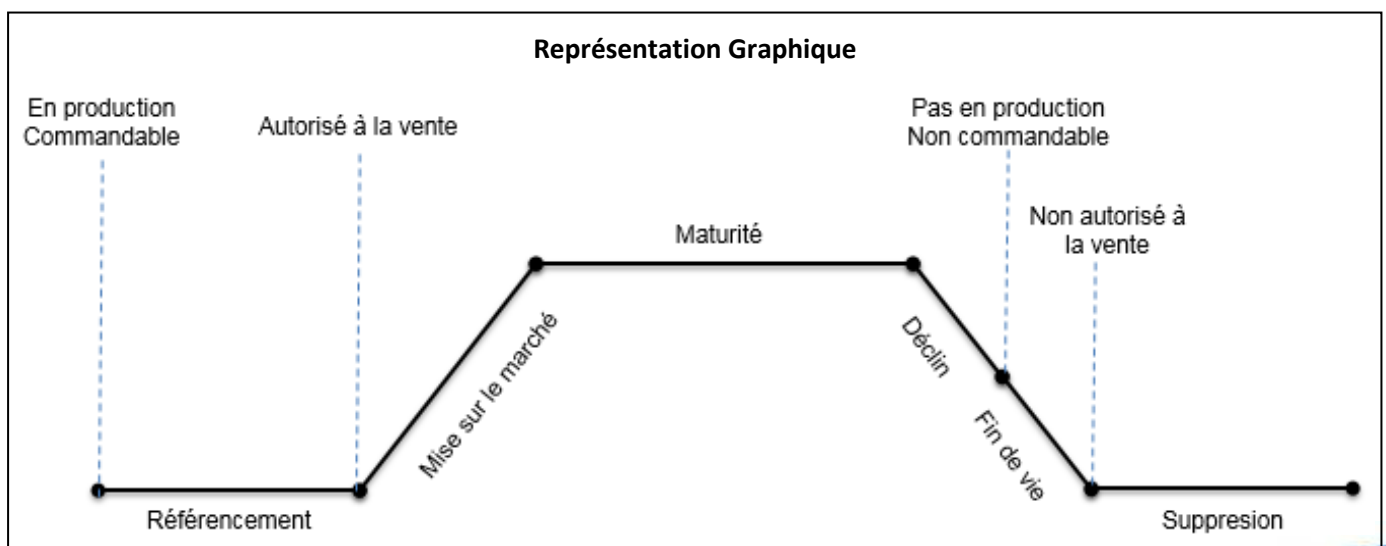 Représentation Graphique
En production
Commandable
Autorisé à la vente
Pas en production
Non commandable
Non autorisé à
la vente
Maturité
Mise sur le marché
Déclin
Fin de vie
Référencement
Suppresion